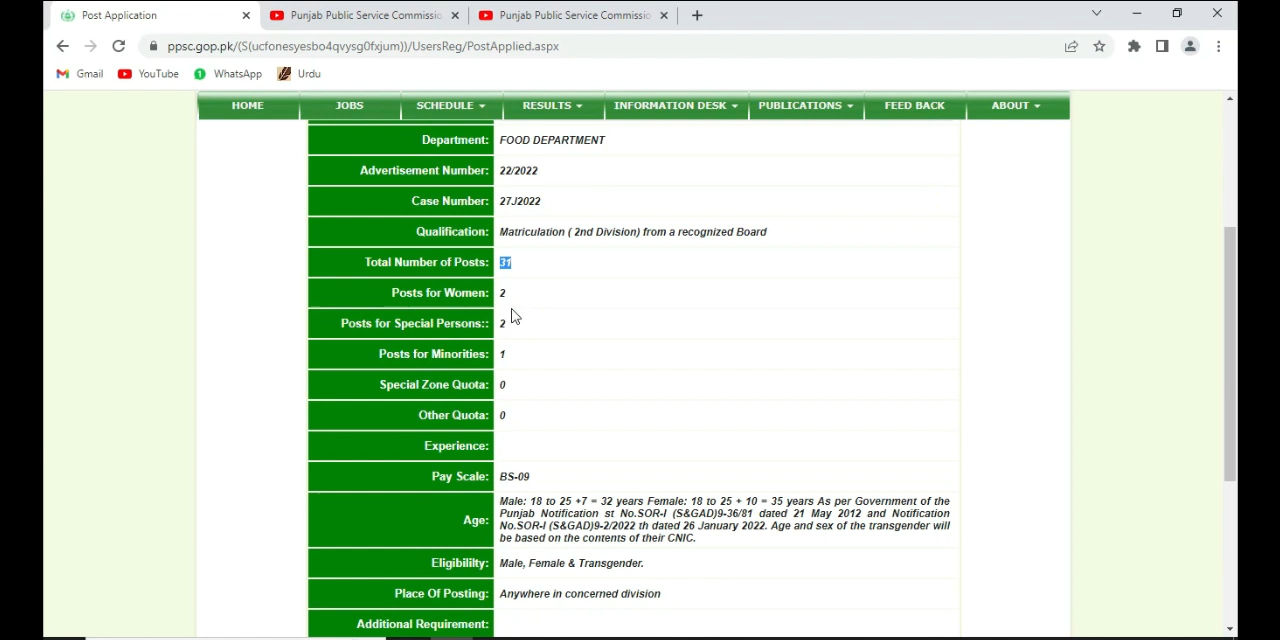 Post Application
Punjab Public Service Commissio
Punjab Public Service Commissio
ppsc.gop.pk/(S(ucfonesyesbo4qvysg0fxjum))/UsersReg/PostApplied.aspx
Gmail YouTube WhatsApp Urdu
HOME JOBS SCHEDULE RESULTS INFORMATION DESK PUBLICATIONS FEED BACK ABOUT
Department: FOOD DEPARTMENT
Advertisement Number: 22/2022
Case Number: 27J2022
Qualification: Matriculation ( 2nd Division) from a recognized Board
Total Number of Posts: 31
Posts for Women: 2
Posts for Special Persons:: 2
Posts for Minorities: 1
Special Zone Quota: 0
Other Quota: 0
Experience:
Pay Scale: BS-09
Age: Male: 18 to 25 +7 = 32 years Female: 18 to 25 + 10 = 35 years As per Government of the
Punjab Notification st No.SOR-I (S&GAD)9-36/81 dated 21 May 2012 and Notification
No.SOR-I (S&GAD)9-2/2022 th dated 26 January 2022. Age and sex of the transgender will
be based on the contents of their CNIC.
Eligibililty: Male, Female & Transgender.
Place Of Posting: Anywhere in concerned division
Additional Requirement: